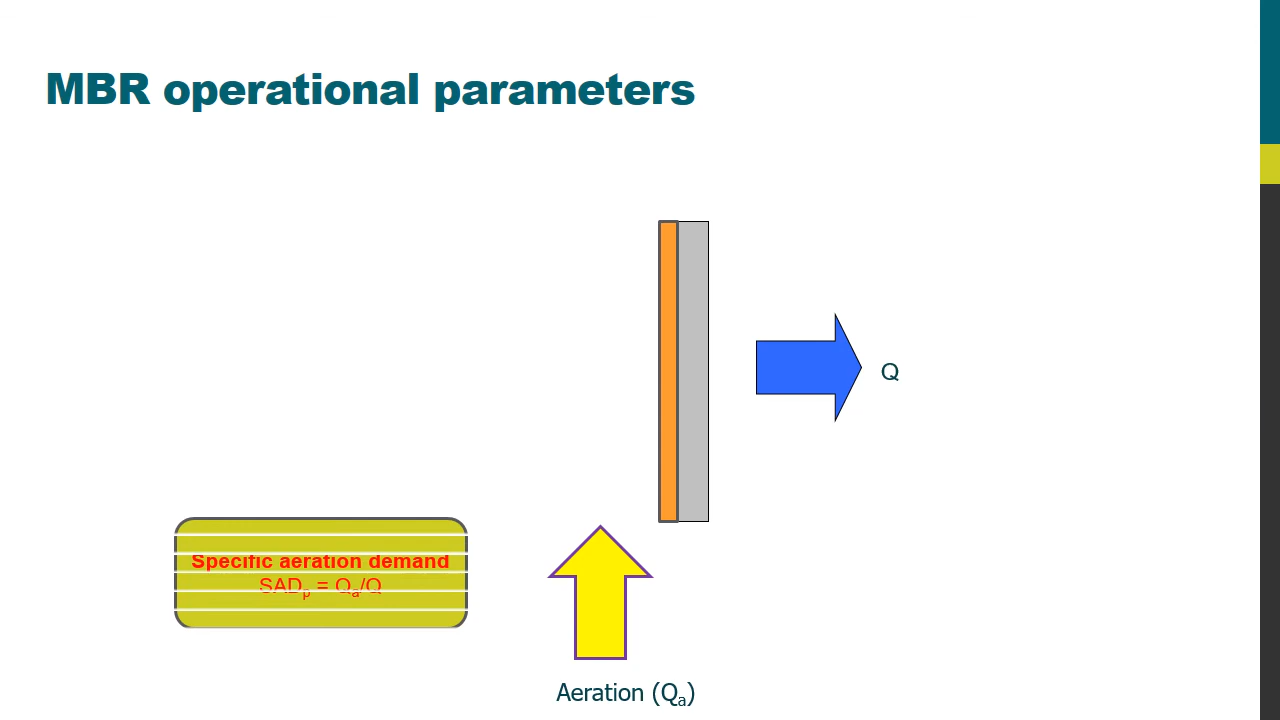 MBR operational parameters
Q
Specific aeration demand
SADp = Qa/Q
Aeration (Qa)